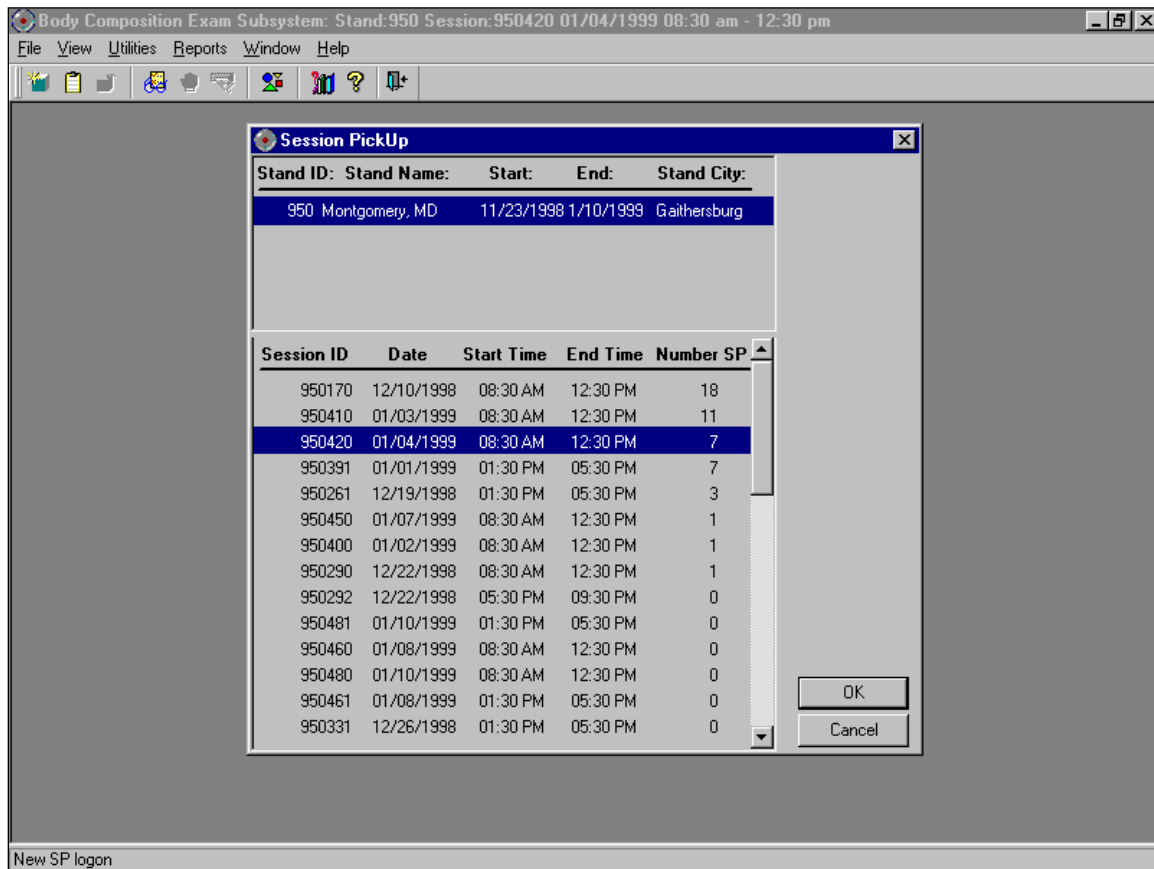 Body Composition Exam Subsystem: Stand:950 Session:950420 01/04/1999 08:30 am - 12:30 pm
File View Utilities Reports Window Help
Session PickUp
Stand ID: Stand Name: Start: End: Stand City:
950 Montgomery, MD 11/23/1998 1/10/1999 Gaithersburg
Session ID Date Start Time End Time Number SP
950170 12/10/1998 08:30 AM 12:30 PM 18
950410 01/03/1999 08:30 AM 12:30 PM 11
950420 01/04/1999 08:30 AM 12:30 PM 7
950391 01/01/1999 01:30 PM 05:30 PM 7
950261 12/19/1998 01:30 PM 05:30 PM 3
950450 01/07/1999 08:30 AM 12:30 PM 1
950400 01/02/1999 08:30 AM 12:30 PM 1
950290 12/22/1998 08:30 AM 12:30 PM 1
950292 12/22/1998 05:30 PM 09:30 PM 0
950481 01/10/1999 01:30 PM 05:30 PM 0
950460 01/08/1999 08:30 AM 12:30 PM 0
950480 01/10/1999 08:30 AM 12:30 PM 0
950461 01/08/1999 01:30 PM 05:30 PM 0
950331 12/26/1998 01:30 PM 05:30 PM 0
OK
Cancel
New SP logon